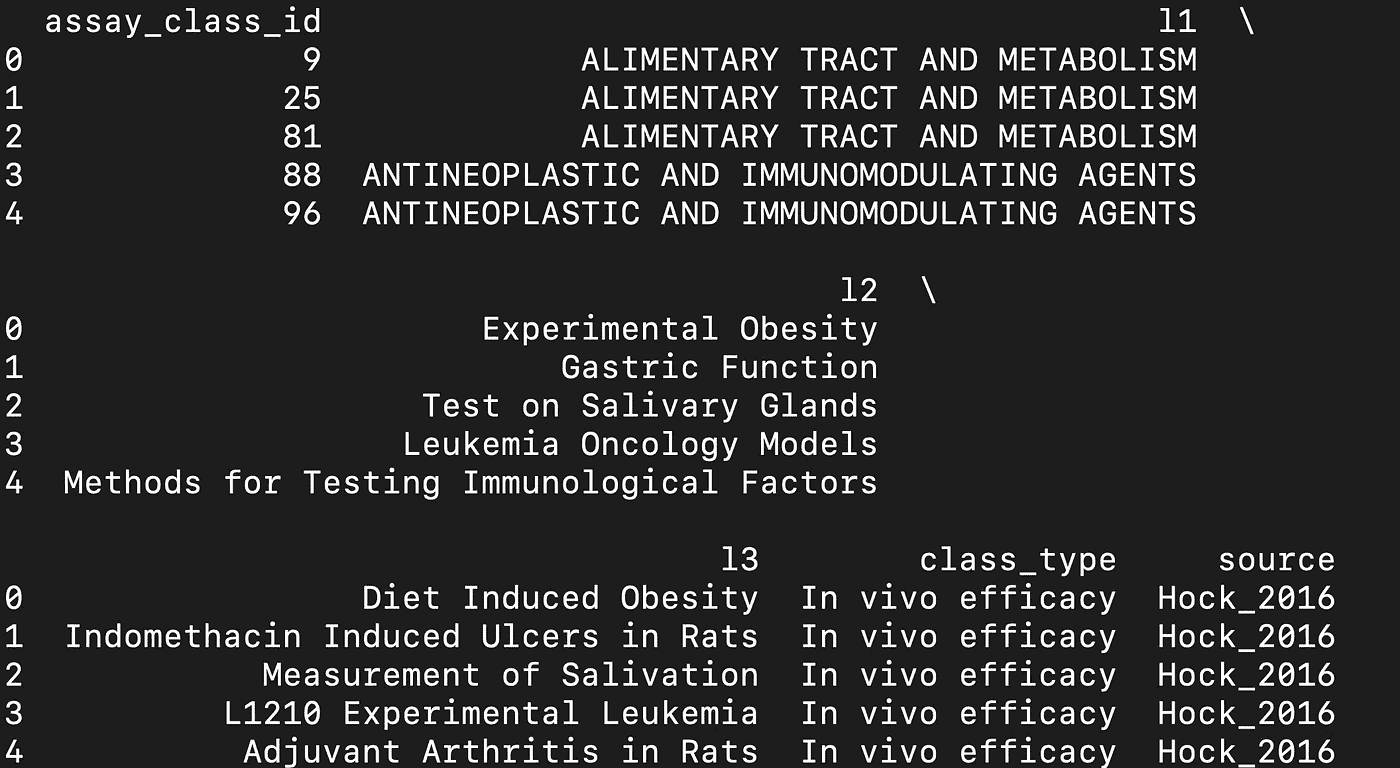 assay_class_id l1 \
0 9 ALIMENTARY TRACT AND METABOLISM
1 25 ALIMENTARY TRACT AND METABOLISM
2 81 ALIMENTARY TRACT AND METABOLISM
3 88 ANTINEOPLASTIC AND IMMUNOMODULATING AGENTS
4 96 ANTINEOPLASTIC AND IMMUNOMODULATING AGENTS
l2 \
0 Experimental Obesity
1 Gastric Function
2 Test on Salivary Glands
3 Leukemia Oncology Models
4 Methods for Testing Immunological Factors
l3 class_type source
0 Diet Induced Obesity In vivo efficacy Hock_2016
1 Indomethacin Induced Ulcers in Rats In vivo efficacy Hock_2016
2 Measurement of Salivation In vivo efficacy Hock_2016
3 L1210 Experimental Leukemia In vivo efficacy Hock_2016
4 Adjuvant Arthritis in Rats In vivo efficacy Hock_2016